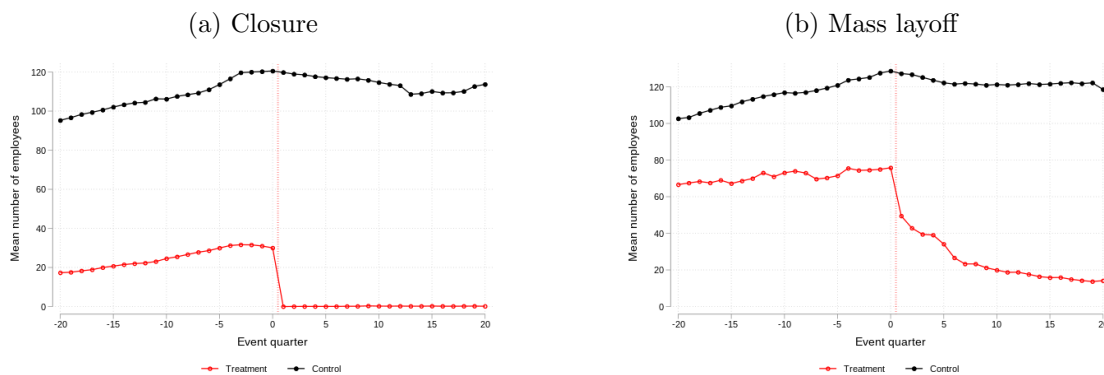 (a) Closure
120
100
80
60
40
20
0
Mean number of employees
-20 -15 -10 -5 0 5 10 15 20
Event quarter
Treatment Control
(b) Mass layoff
120
100
80
60
40
20
0
Mean number of employees
-20 -15 -10 -5 0 5 10 15 20
Event quarter
Treatment Control